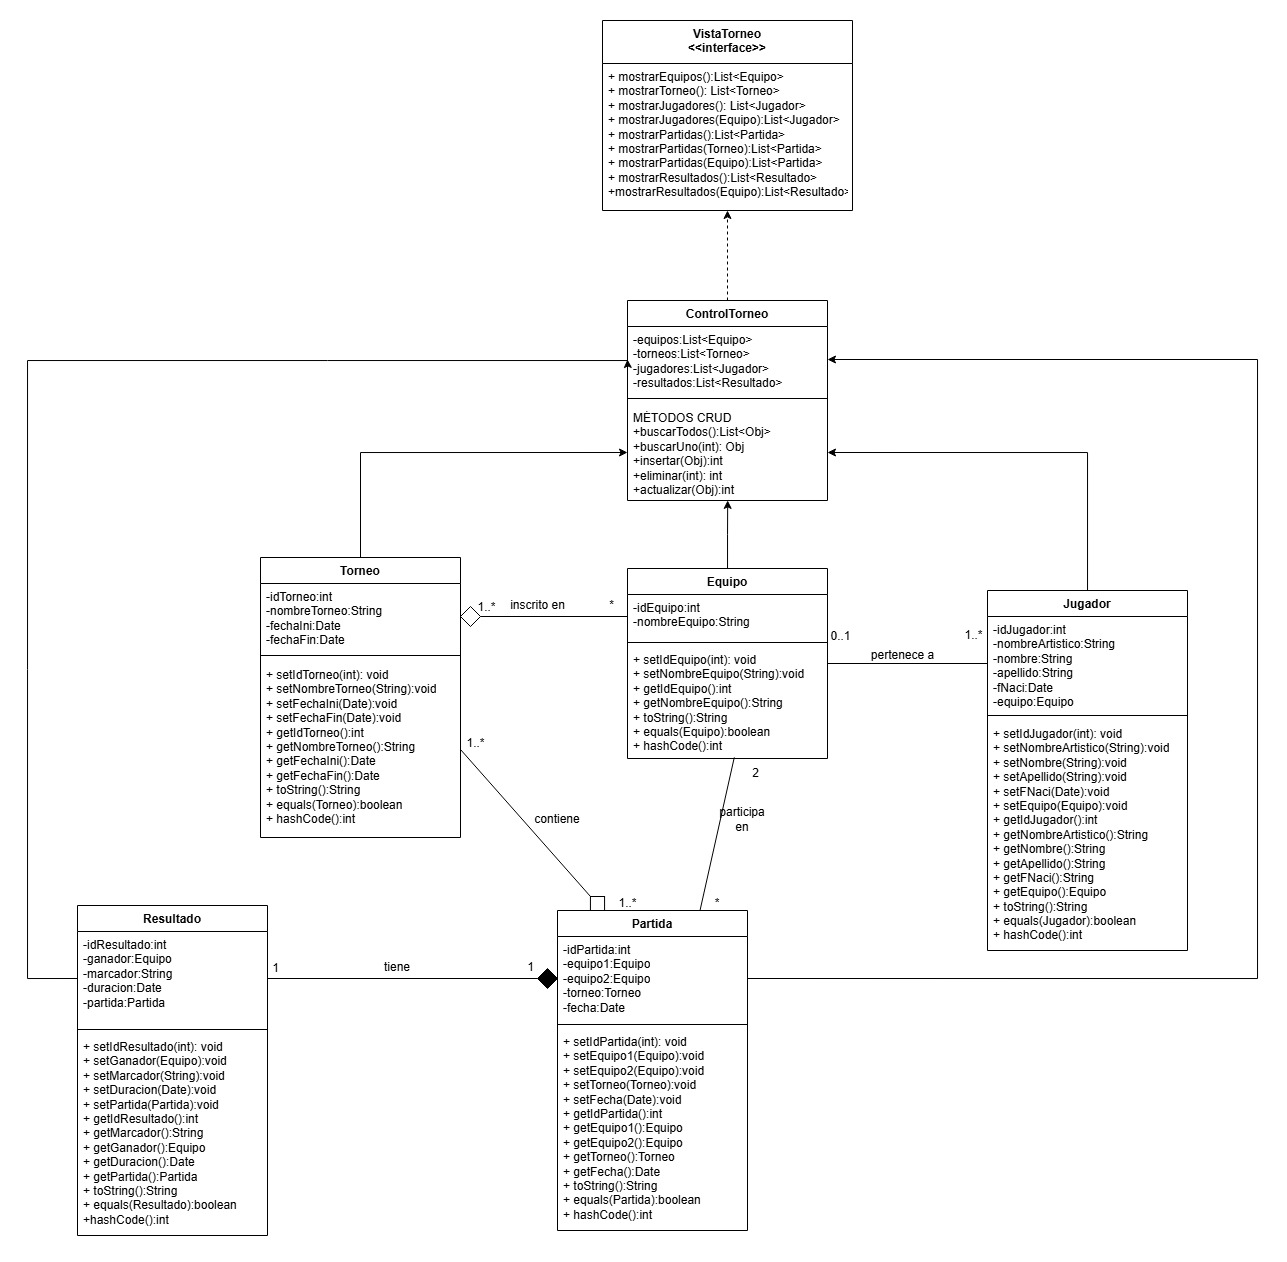 VistaTorneo
<<interface>>
+ mostrarEquipos():List<Equipo>
+ mostrarTorneo(): List<Torneo>
+ mostrarJugadores(): List<Jugador>
+ mostrarJugadores(Equipo):List<Jugador>
+ mostrarPartidas():List<Partida>
+ mostrarPartidas(Torneo):List<Partida>
+ mostrarPartidas(Equipo):List<Partida>
+ mostrarResultados():List<Resultado>
+mostrarResultados(Equipo):List<Resultado>
ControlTorneo
-equipos:List<Equipo>
-torneos:List<Torneo>
-jugadores:List<Jugador>
-resultados:List<Resultado>
MÉTODOS CRUD
+buscarTodos():List<Obj>
+buscarUno(int): Obj
+insertar(Obj):int
+eliminar(int): int
+actualizar(Obj):int
Torneo
-idTorneo:int
-nombreTorneo:String
-fechaIni:Date
-fechaFin:Date
+ setIdTorneo(int): void
+ setNombreTorneo(String):void
+ setFechaIni(Date):void
+ setFechaFin(Date):void
+ getIdTorneo():int
+ getNombreTorneo():String
+ getFechaIni():Date
+ getFechaFin():Date
+ toString():String
+ equals(Torneo):boolean
+ hashCode():int
1..*
inscrito en
*
Equipo
-idEquipo:int
-nombreEquipo:String
+ setIdEquipo(int): void
+ setNombreEquipo(String):void
+ getIdEquipo():int
+ getNombreEquipo():String
+ toString():String
+ equals(Equipo):boolean
+ hashCode():int
0..1
pertenece a
1..*
Jugador
-idJugador:int
-nombreArtistico:String
-nombre:String
-apellido:String
-fNaci:Date
-equipo:Equipo
+ setIdJugador(int): void
+ setNombreArtistico(String):void
+ setNombre(String):void
+ setApellido(String):void
+ setFNaci(Date):void
+ setEquipo(Equipo):void
+ getIdJugador():int
+ getNombreArtistico():String
+ getNombre():String
+ getApellido():String
+ getFNaci():String
+ getEquipo():Equipo
+ toString():String
+ equals(Jugador):boolean
+ hashCode():int
1..*
contiene
1..*
2
participa
en
*
Resultado
-idResultado:int
-ganador:Equipo
-marcador:String
-duracion:Date
-partida:Partida
+ setIdResultado(int): void
+ setGanador(Equipo):void
+ setMarcador(String):void
+ setDuracion(Date):void
+ setPartida(Partida):void
+ getIdResultado():int
+ getMarcador():String
+ getGanador():Equipo
+ getDuracion():Date
+ getPartida():Partida
+ toString():String
+ equals(Resultado):boolean
+hashCode():int
1
tiene
1
Partida
-idPartida:int
-equipo1:Equipo
-equipo2:Equipo
-torneo:Torneo
-fecha:Date
+ setIdPartida(int): void
+ setEquipo1(Equipo):void
+ setEquipo2(Equipo):void
+ setTorneo(Torneo):void
+ setFecha(Date):void
+ getIdPartida():int
+ getEquipo1():Equipo
+ getEquipo2():Equipo
+ getTorneo():Torneo
+ getFecha():Date
+ toString():String
+ equals(Partida):boolean
+ hashCode():int